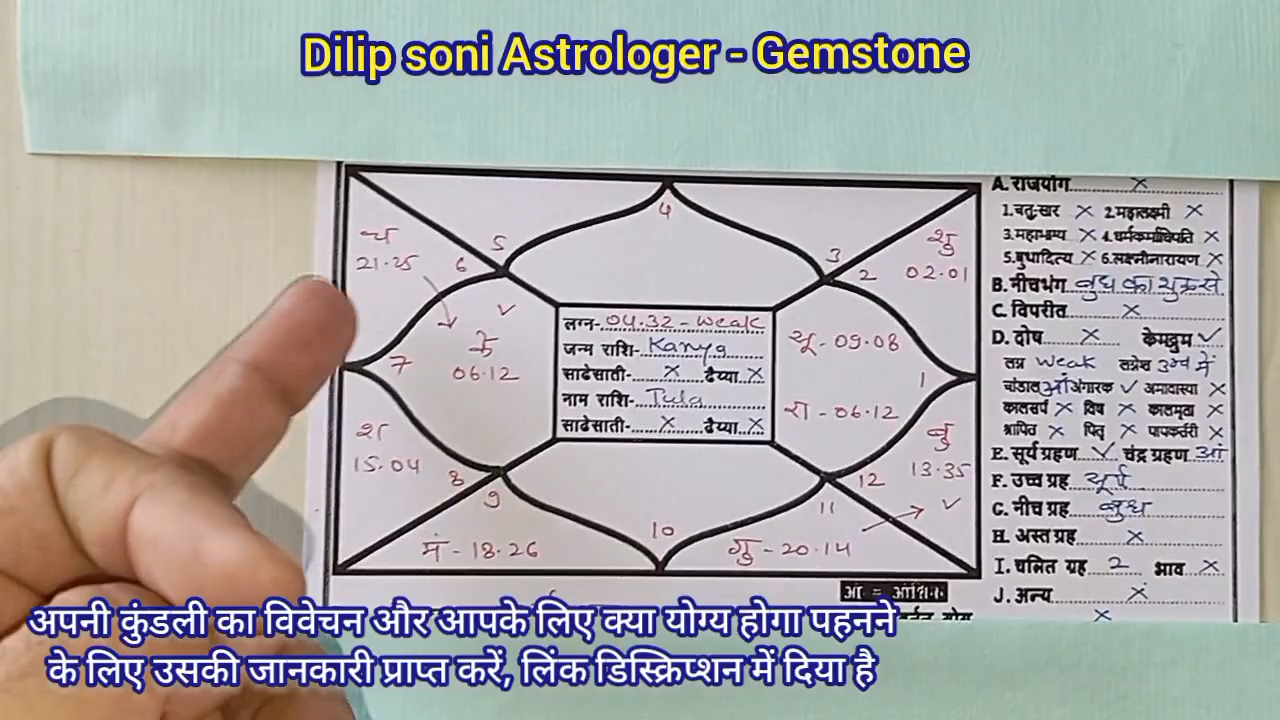 Dilip soni Astrologer - Gemstone
4
5
3
च
21.25
6
2
शु
02.01
के
06.12
7
सू - 09.08
1
रा - 06.12
श
15.04
8
9
बु
13.35
12
11
10
मं - 18.26
गु - 20.14
लग्न- 04.32 - Weak
जन्म राशि- Kanya
साढेसाती- x ढैय्या x
नाम राशि- Tula
साढेसाती- x ढैय्या x
A. राजयोग x
1.चतुःसार x 2.महालक्ष्मी x
3.महाभाग्य x 4.धर्मकर्माधिपति x
5.बुधादित्य x 6.लक्ष्मीनारायण x
B. नीचभंग बुध का शुक्र से
C. विपरीत x
D. दोष x केमद्रुम ✓
लग्न Weak लग्नेश 3 में
चांडाल आं अंगारक ✓ अमावास्या x
कालसर्प x विष x कालमृत्य x
श्रापित x पितृ x पापकर्तरी x
E. सूर्य ग्रहण ✓ चंद्र ग्रहण आं
F. उच्च ग्रह सूर्य
G. नीच ग्रह बुध
H. अस्त ग्रह x
I. चलित ग्रह 2 भाव x
J. अन्य x
आं = आंशिक
x
अपनी कुंडली का विवेचन और आपके लिए क्या योग्य होगा पहनने
के लिए उसकी जानकारी प्राप्त करें, लिंक डिस्क्रिप्शन में दिया है